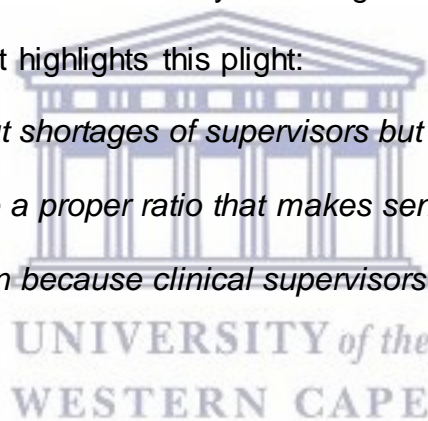 t highlights this plight:
t shortages of supervisors but
a proper ratio that makes sen
n because clinical supervisors
UNIVERSITY of the
WESTERN CAPE